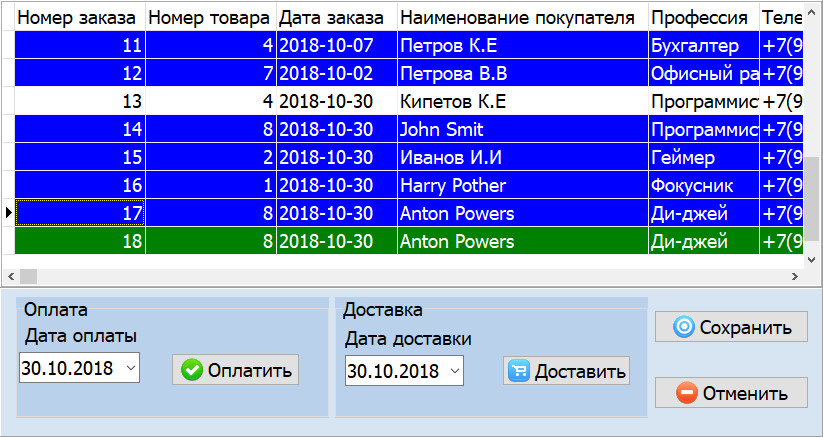 Номер заказа Номер товара Дата заказа Наименование покупателя Профессия Теле
11 4 2018-10-07 Петров К.Е Бухгалтер +7(9
12 7 2018-10-02 Петрова В.В Офисный ра +7(9
13 4 2018-10-30 Кипетов К.Е Программис +7(9
14 8 2018-10-30 John Smit Программис +7(9
15 2 2018-10-30 Иванов И.И Геймер +7(9
16 1 2018-10-30 Harry Pother Фокусник +7(9
17 8 2018-10-30 Anton Powers Ди-джей +7(9
18 8 2018-10-30 Anton Powers Ди-джей +7(9
Оплата
Дата оплаты
30.10.2018 Оплатить
Доставка
Дата доставки
30.10.2018 Доставить
Сохранить
Отменить